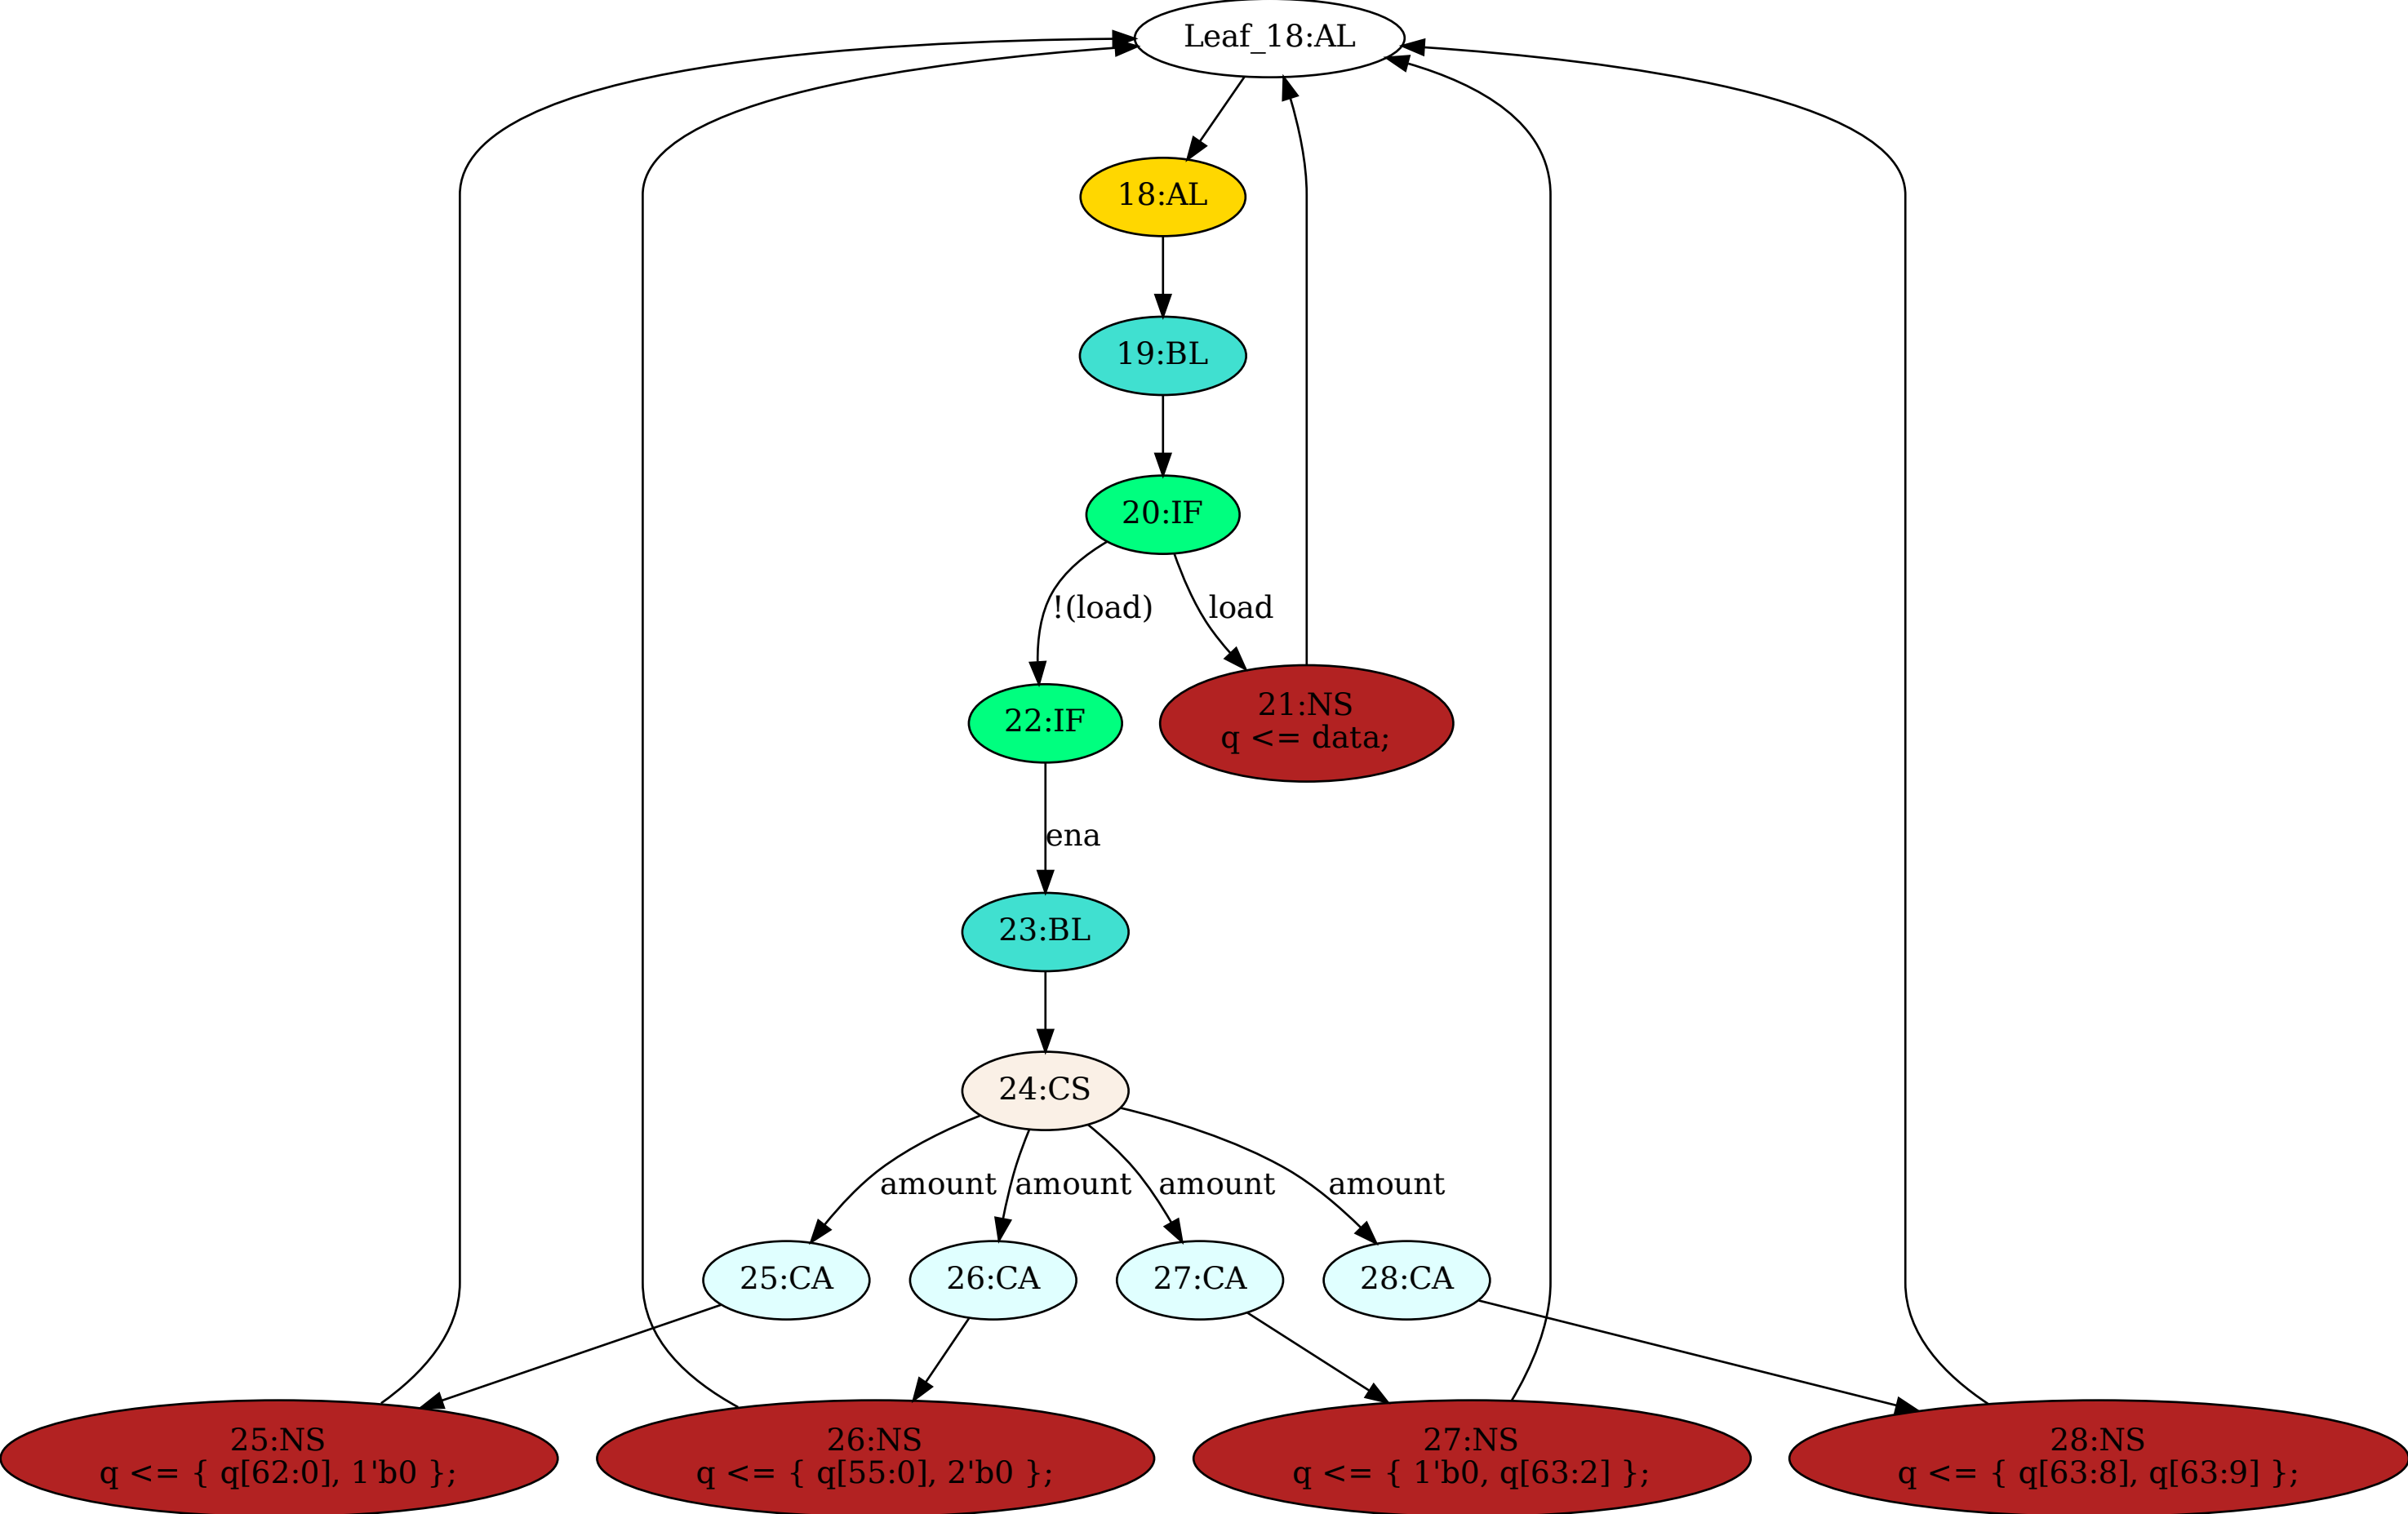 Leaf_18:AL
18:AL
19:BL
20:IF
!(load)
load
22:IF
21:NS
q <= data;
ena
23:BL
24:CS
amount
amount
amount
amount
25:CA
26:CA
27:CA
28:CA
25:NS
q <= { q[62:0], 1'b0 };
26:NS
q <= { q[55:0], 2'b0 };
27:NS
q <= { 1'b0, q[63:2] };
28:NS
q <= { q[63:8], q[63:9] };